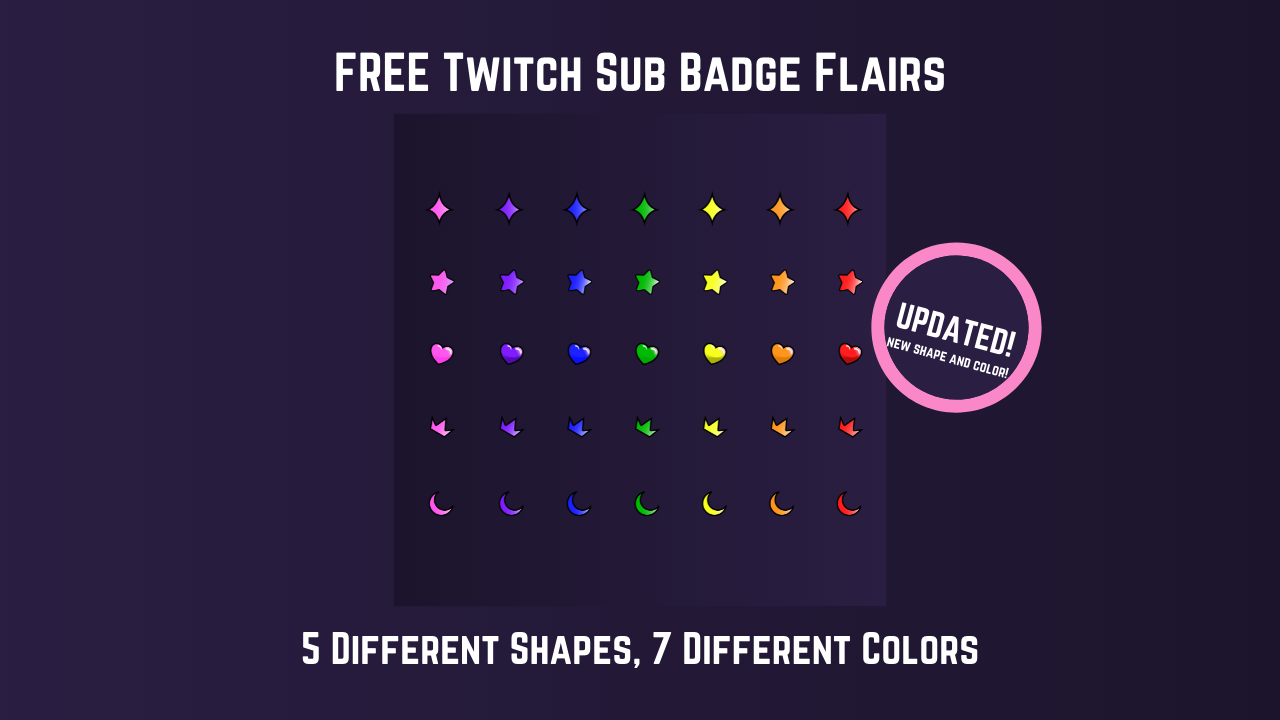 FREE Twitch Sub Badge Flairs
UPDATED!
NEW SHAPE AND COLOR!
5 Different Shapes, 7 Different Colors